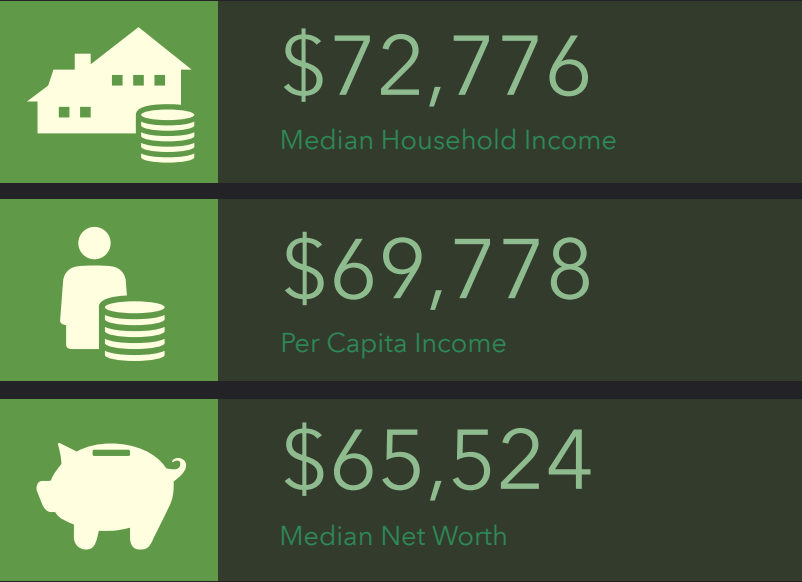 $72,776
Median Household Income
$69,778
Per Capita Income
$65,524
Median Net Worth